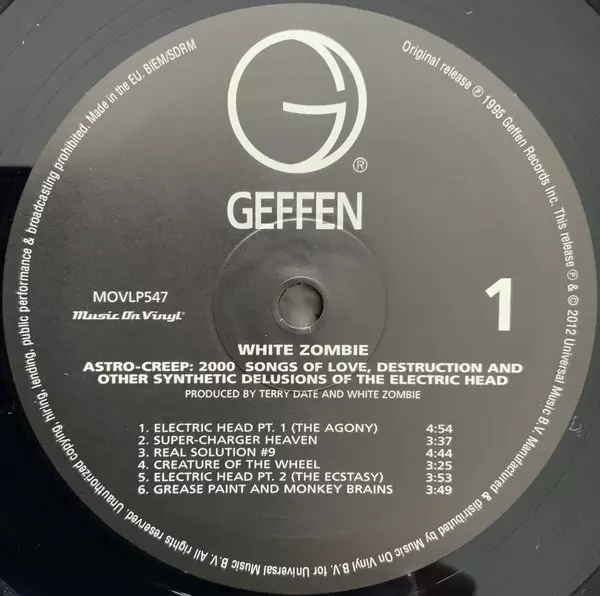 Original release ℗ 1995 Geffen Records Inc. This release ℗ & © 2012 Universal Music B.V. Manufactured & distributed by Music On Vinyl B.V. for Universal Music B.V. All rights reserved. Unauthorized copying, hiring, lending, public performance & broadcasting prohibited. Made in the EU. BIEM/SDRM
G
®
GEFFEN
MOVLP547
Music On Vinyl®
1
WHITE ZOMBIE
ASTRO-CREEP: 2000 SONGS OF LOVE, DESTRUCTION AND
OTHER SYNTHETIC DELUSIONS OF THE ELECTRIC HEAD
PRODUCED BY TERRY DATE AND WHITE ZOMBIE
1. ELECTRIC HEAD PT. 1 (THE AGONY) 4:54
2. SUPER-CHARGER HEAVEN 3:37
3. REAL SOLUTION #9 4:44
4. CREATURE OF THE WHEEL 3:25
5. ELECTRIC HEAD PT. 2 (THE ECSTASY) 3:53
6. GREASE PAINT AND MONKEY BRAINS 3:49